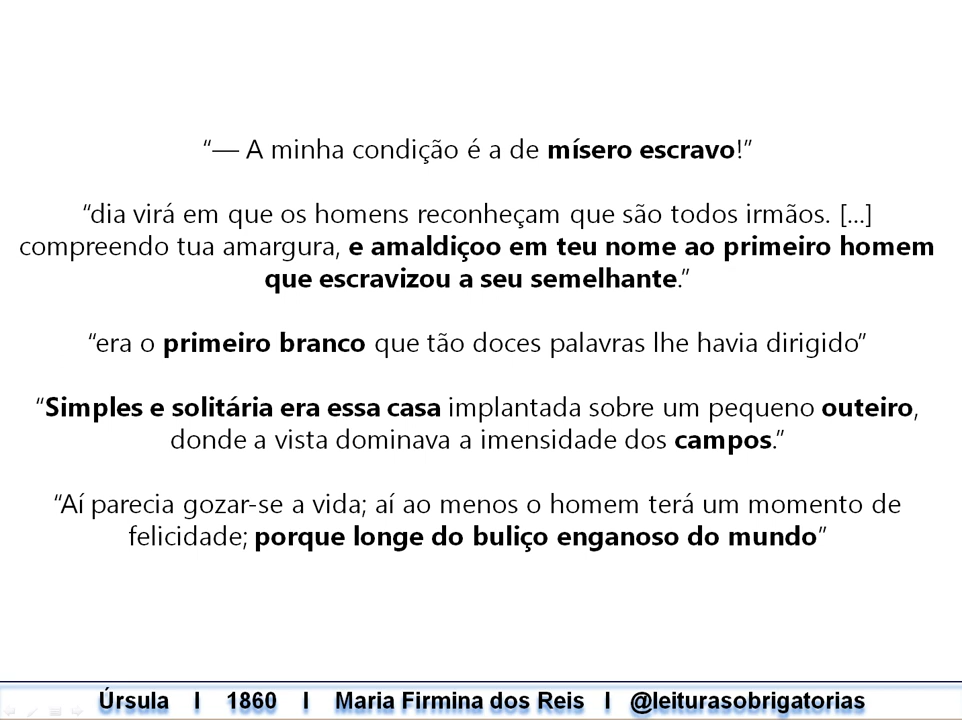 “— A minha condição é a de mísero escravo!”
“dia virá em que os homens reconheçam que são todos irmãos. [...]
compreendo tua amargura, e amaldiçoo em teu nome ao primeiro homem
que escravizou a seu semelhante.”
“era o primeiro branco que tão doces palavras lhe havia dirigido”
“Simples e solitária era essa casa implantada sobre um pequeno outeiro,
donde a vista dominava a imensidade dos campos.”
“Aí parecia gozar-se a vida; aí ao menos o homem terá um momento de
felicidade; porque longe do buliço enganoso do mundo”
Úrsula I 1860 I Maria Firmina dos Reis I @leiturasobrigatorias